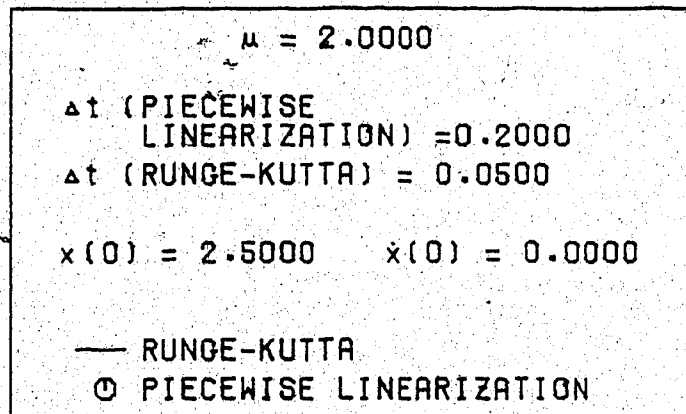 μ = 2.0000
Δt (PIECEWISE
LINEARIZATION) =0.2000
Δt (RUNGE-KUTTA) = 0.0500
x(0) = 2.5000 ẋ(0) = 0.0000
— RUNGE-KUTTA
PIECEWISE LINEARIZATION